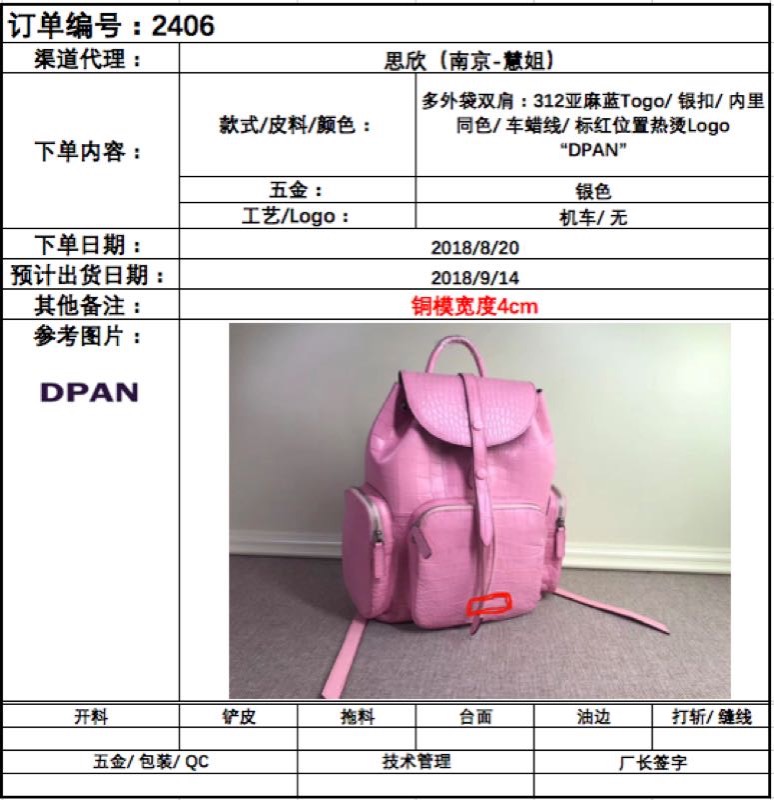 订单编号：2406
渠道代理：
思欣（南京-慧姐）
下单内容：
款式/皮料/颜色：
多外袋双肩：312亚麻蓝Togo/ 银扣/ 内里
同色/ 车蜡线/ 标红位置热烫Logo
“DPAN”
五金：
银色
工艺/Logo：
机车/ 无
下单日期：
2018/8/20
预计出货日期：
2018/9/14
其他备注：
铜模宽度4cm
参考图片：
DPAN
开料 铲皮 拖料 台面 油边 打斩/ 缝线
五金/ 包装/ QC 技术管理 厂长签字